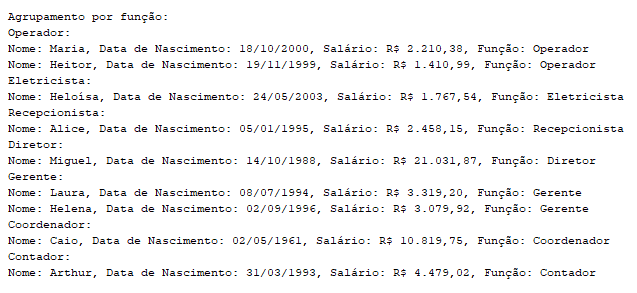 Agrupamento por função:
Operador:
Nome: Maria, Data de Nascimento: 18/10/2000, Salário: R$ 2.210,38, Função: Operador
Nome: Heitor, Data de Nascimento: 19/11/1999, Salário: R$ 1.410,99, Função: Operador
Eletricista:
Nome: Heloísa, Data de Nascimento: 24/05/2003, Salário: R$ 1.767,54, Função: Eletricista
Recepcionista:
Nome: Alice, Data de Nascimento: 05/01/1995, Salário: R$ 2.458,15, Função: Recepcionista
Diretor:
Nome: Miguel, Data de Nascimento: 14/10/1988, Salário: R$ 21.031,87, Função: Diretor
Gerente:
Nome: Laura, Data de Nascimento: 08/07/1994, Salário: R$ 3.319,20, Função: Gerente
Nome: Helena, Data de Nascimento: 02/09/1996, Salário: R$ 3.079,92, Função: Gerente
Coordenador:
Nome: Caio, Data de Nascimento: 02/05/1961, Salário: R$ 10.819,75, Função: Coordenador
Contador:
Nome: Arthur, Data de Nascimento: 31/03/1993, Salário: R$ 4.479,02, Função: Contador